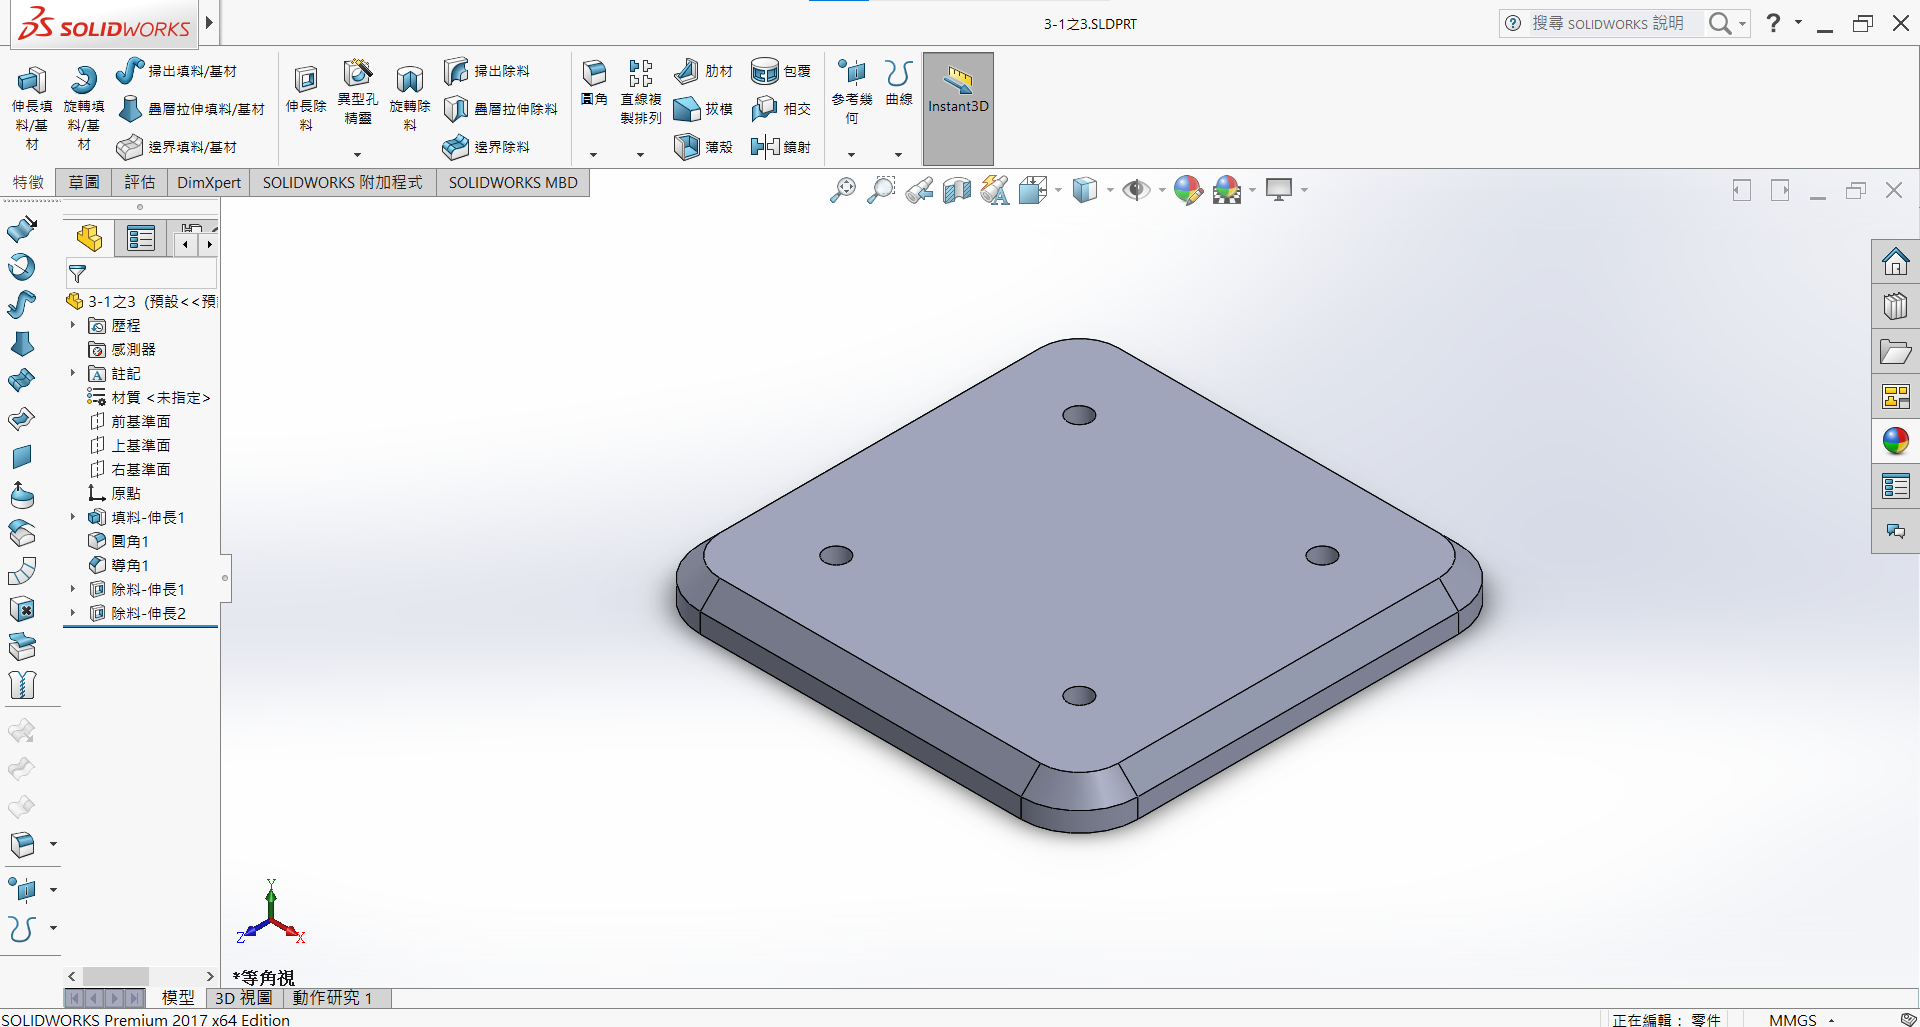 SOLIDWORKS
3-1之3.SLDPRT
搜尋 SOLIDWORKS 說明
伸長填
料/基
材
旋轉填
料/基
材
掃出填料/基材
疊層拉伸填料/基材
邊界填料/基材
伸長除
料
異型孔
精靈
旋轉除
料
掃出除料
疊層拉伸除料
邊界除料
圓角
直線複
製排列
肋材
拔模
薄殼
包覆
相交
鏡射
參考幾
何
曲線
Instant3D
特徵
草圖
評估
DimXpert
SOLIDWORKS 附加程式
SOLIDWORKS MBD
3-1之3 (預設<<預
歷程
感測器
註記
材質 <未指定>
前基準面
上基準面
右基準面
原點
填料-伸長1
圓角1
導角1
除料-伸長1
除料-伸長2
Y
Z
X
*等角視
模型
3D 視圖
動作研究 1
SOLIDWORKS Premium 2017 x64 Edition
正在編輯： 零件
MMGS